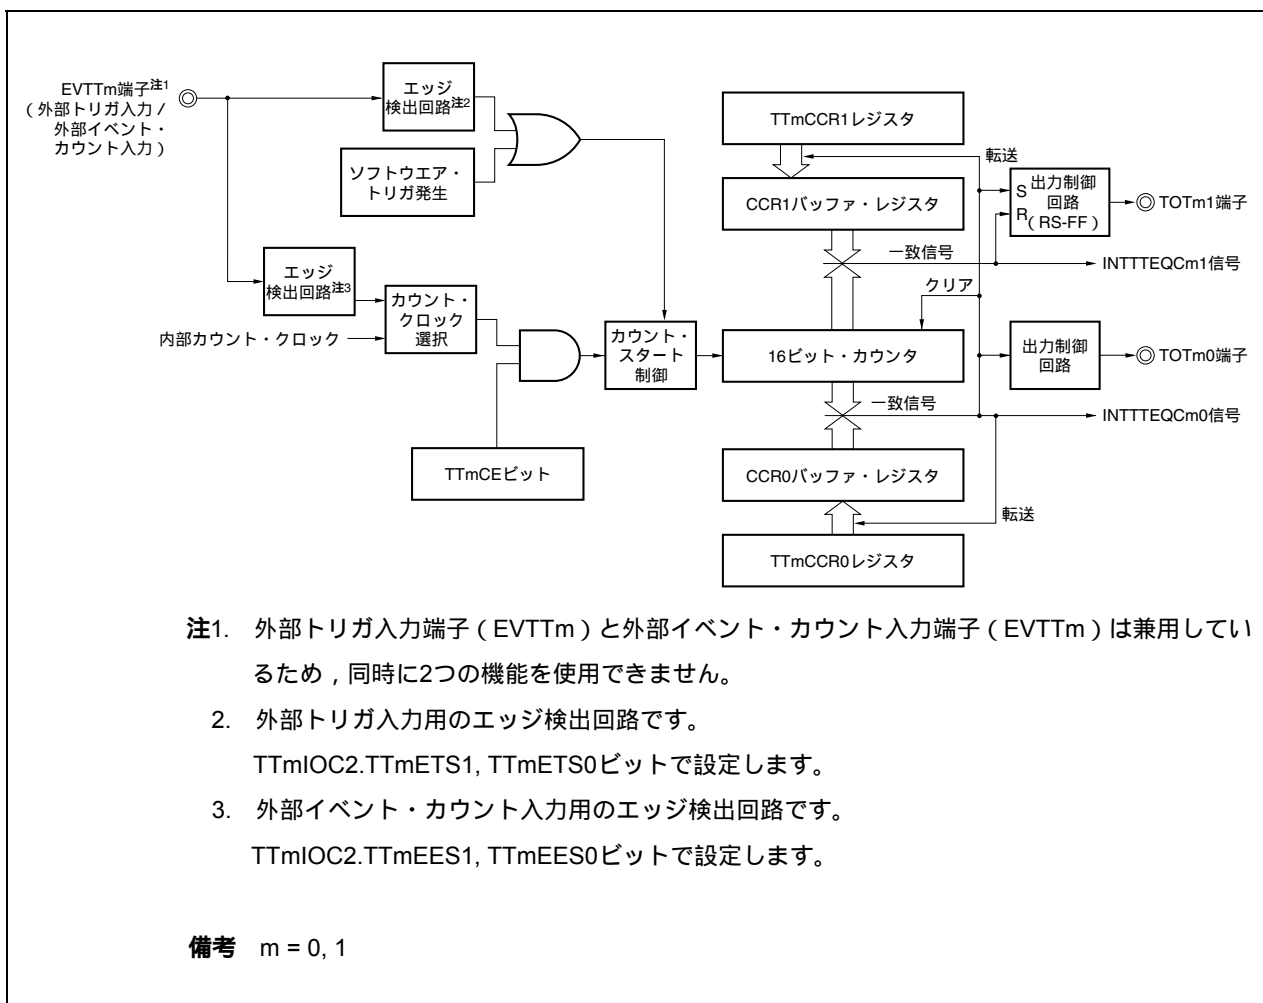 EVTTm端子注1
(外部トリガ入力/
外部イベント・
カウント入力)
エッジ
検出回路注2
ソフトウエア・
トリガ発生
エッジ
検出回路注3
内部カウント・クロック
カウント・
クロック
選択
TTmCEビット
カウント・
スタート
制御
TTmCCR1レジスタ
転送
CCR1バッファ・レジスタ
一致信号
クリア
16ビット・カウンタ
一致信号
CCR0バッファ・レジスタ
転送
TTmCCR0レジスタ
S
R
出力制御
回路
(RS-FF)
TOTm1端子
INTTTEQCm1信号
出力制御
回路
TOTm0端子
INTTTEQCm0信号
注1. 外部トリガ入力端子(EVTTm)と外部イベント・カウント入力端子(EVTTm)は兼用してい
るため,同時に2つの機能を使用できません。
2. 外部トリガ入力用のエッジ検出回路です。
TTmIOC2.TTmETS1, TTmETS0ビットで設定します。
3. 外部イベント・カウント入力用のエッジ検出回路です。
TTmIOC2.TTmEES1, TTmEES0ビットで設定します。
備考 m = 0, 1